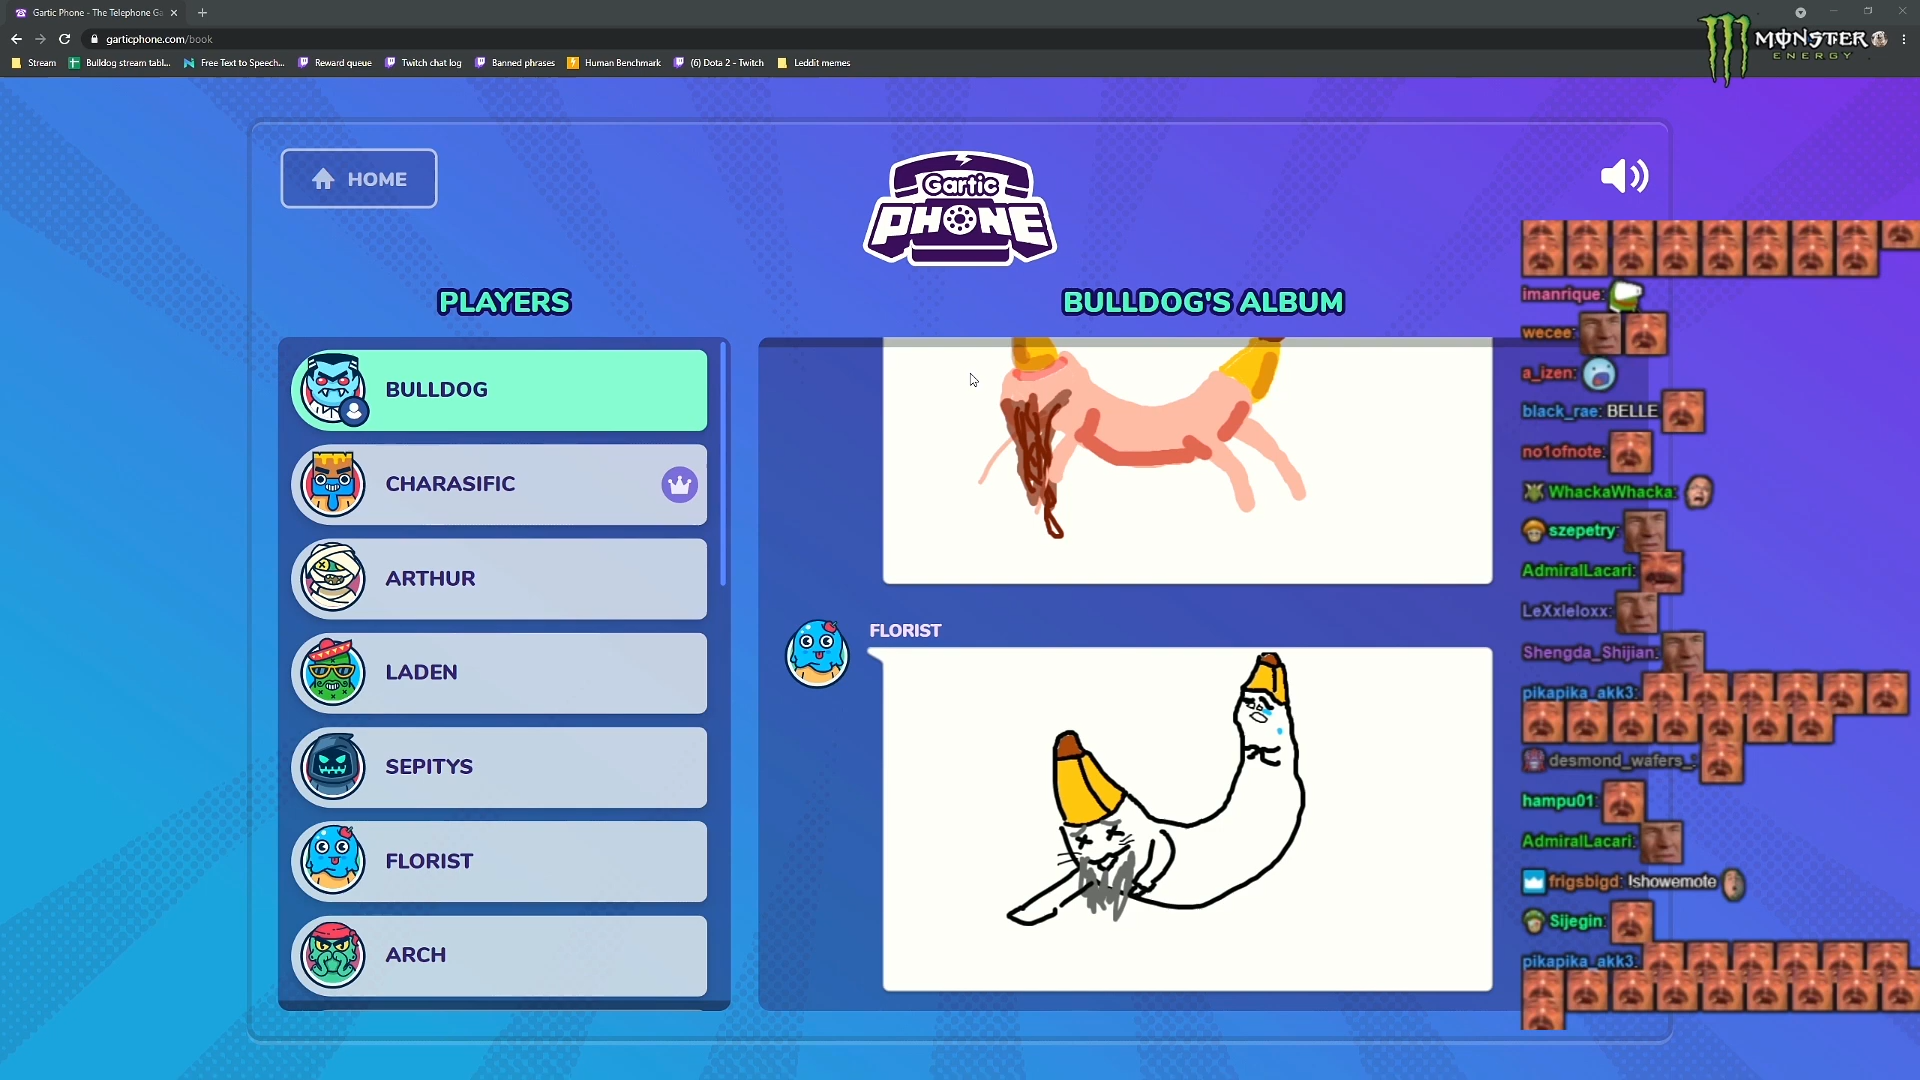 Gartic Phone - The Telephone Ga
garticphone.com/book
Stream
Bulldog stream tabl...
Free Text to Speech...
Reward queue
Twitch chat log
Banned phrases
Human Benchmark
(6) Dota 2 - Twitch
Leddit memes
MONSTER
ENERGY
HOME
Gartic
PHONE
PLAYERS
BULLDOG
CHARASIFIC
ARTHUR
LADEN
SEPITYS
FLORIST
ARCH
BULLDOG'S ALBUM
FLORIST
imanrique:
wecee:
a_izen:
black_rae: BELLE
no1ofnote:
WhackaWhacka:
szepetry:
AdmiralLacari:
LeXxleloxx:
Shengda_Shijian:
pikapika_akk3:
desmond_wafers_:
hampu01:
AdmiralLacari:
frigsbigd: !showemote
Sijegin:
pikapika_akk3: